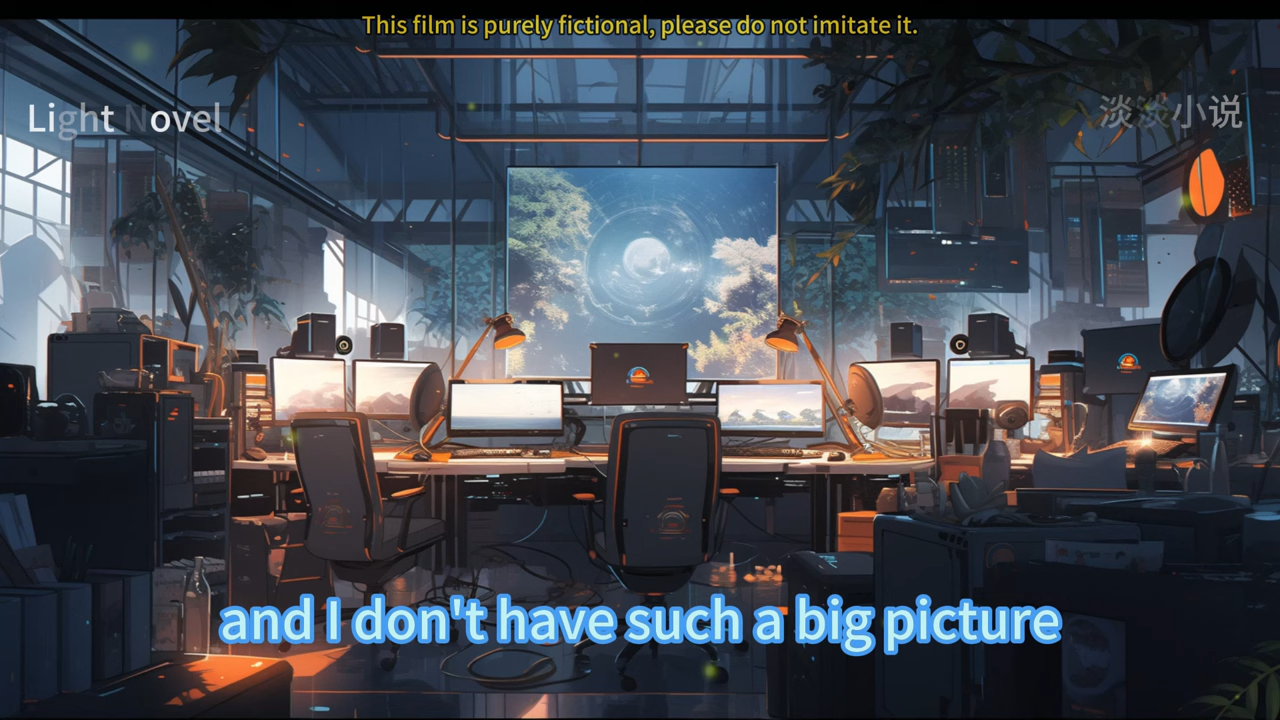 This film is purely fictional, please do not imitate it.
Light Novel
淡淡小说
and I don't have such a big picture